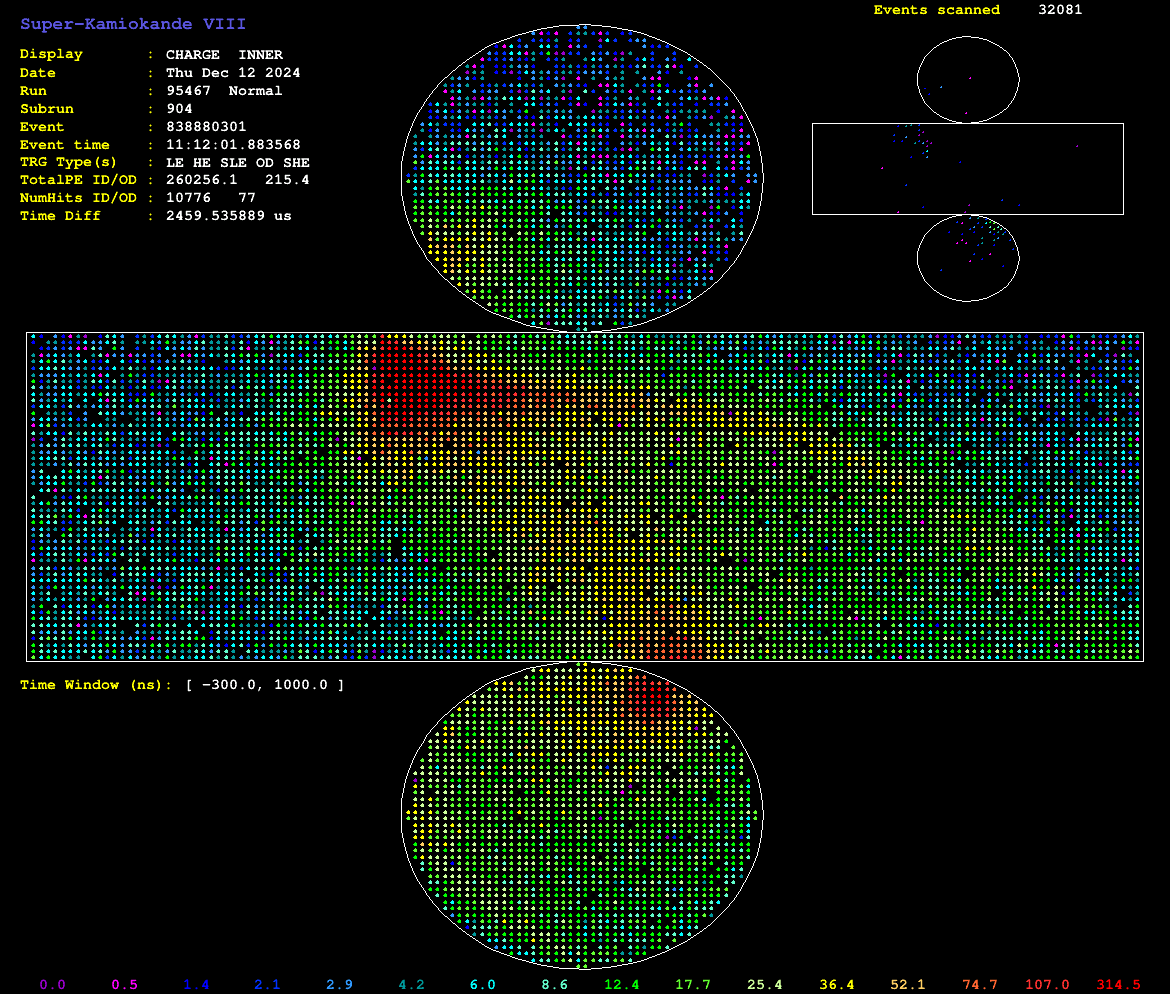 Super-Kamiokande VIII
Events scanned 32081
Display : CHARGE INNER
Date : Thu Dec 12 2024
Run : 95467 Normal
Subrun : 904
Event : 838880301
Event time : 11:12:01.883568
TRG Type(s) : LE HE SLE OD SHE
TotalPE ID/OD : 260256.1 215.4
NumHits ID/OD : 10776 77
Time Diff : 2459.535889 us
Time Window (ns): [ −300.0, 1000.0 ]
0.0 0.5 1.4 2.1 2.9 4.2 6.0 8.6 12.4 17.7 25.4 36.4 52.1 74.7 107.0 314.5